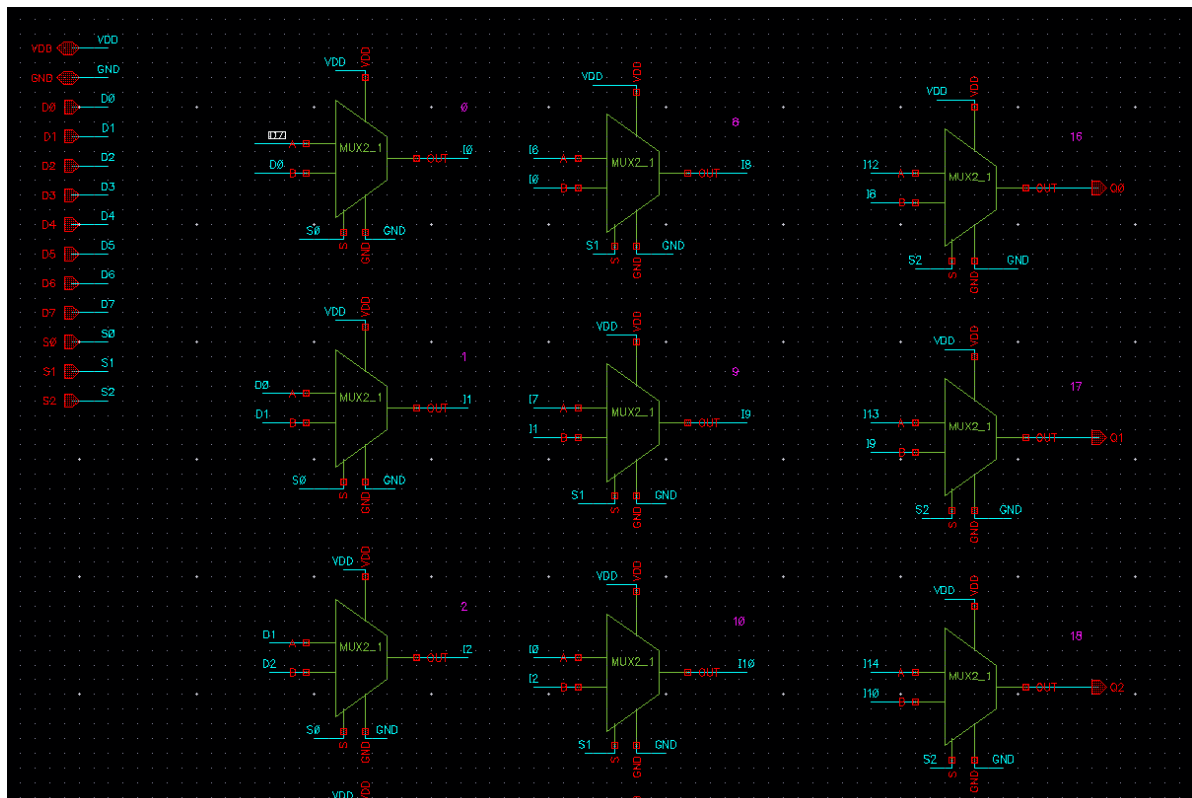 VDD VDD
GND GND
D0 D0
D1 D1
D2 D2
D3 D3
D4 D4
D5 D5
D6 D6
D7 D7
S0 S0
S1 S1
S2 S2
VDD VDD
0
D7 A
MUX2_1
OUT I0
D0
S0 GND
S GND
VDD VDD
8
I6 A
MUX2_1
OUT I8
I0
S1 GND
S GND
VDD VDD
16
I12 A
MUX2_1
OUT O0
I8
S2 GND
S GND
VDD VDD
1
D0 A
MUX2_1
OUT I1
D1
S0 GND
S GND
VDD VDD
9
I7 A
MUX2_1
OUT I9
I1
S1 GND
S GND
VDD VDD
17
I13 A
MUX2_1
OUT O1
I9
S2 GND
S GND
VDD VDD
2
D1 A
MUX2_1
OUT I2
D2
S0 GND
S GND
VDD VDD
10
I0 A
MUX2_1
OUT I10
I2
S1 GND
S GND
VDD VDD
18
I14 A
MUX2_1
OUT O2
I10
S2 GND
S GND
VDD VDD